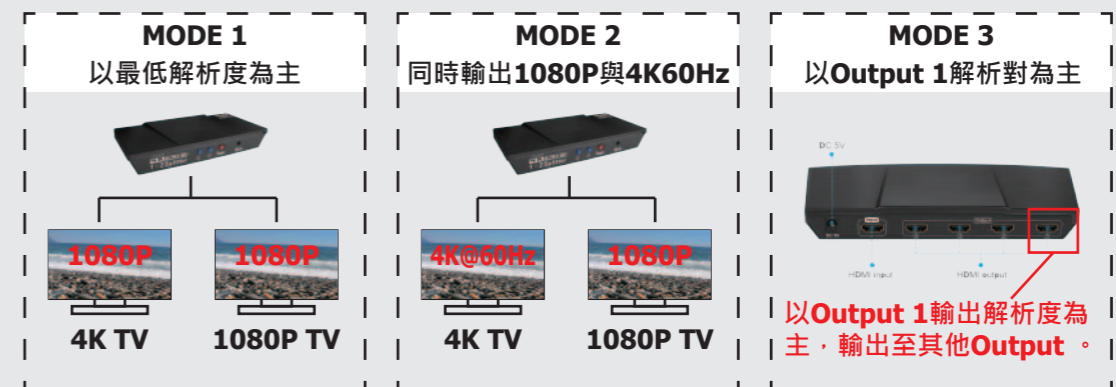 MODE 1
以最低解析度為主
1080P
1080P
4K TV
1080P TV
MODE 2
同時輸出1080P與4K60Hz
4K@60Hz
1080P
4K TV
1080P TV
MODE 3
以Output 1解析對為主
DC 5V
HDMI input
HDMI output
以Output 1輸出解析度為
主，輸出至其他Output 。